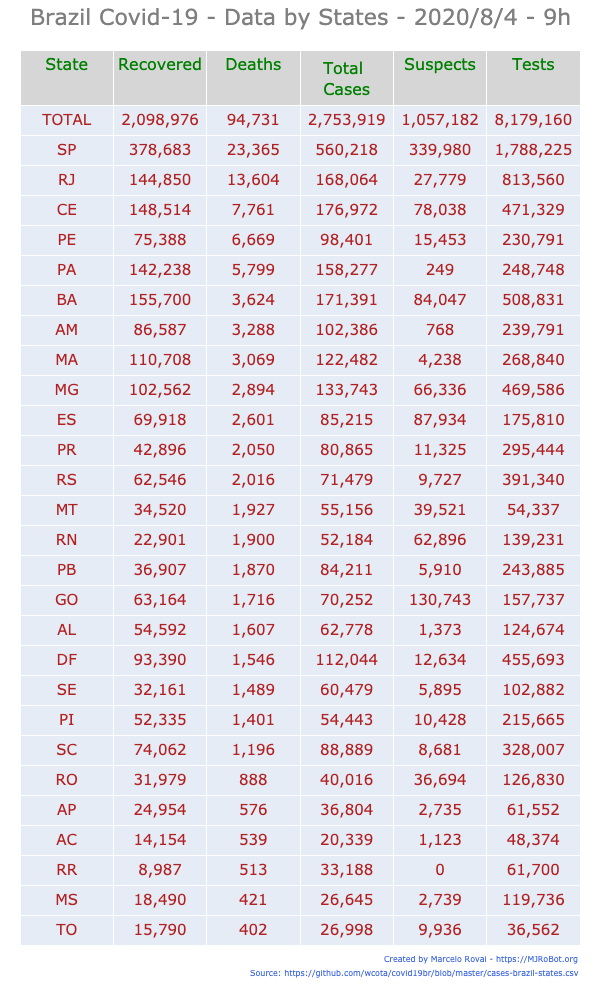 Brazil Covid-19 - Data by States - 2020/8/4 - 9h
State Recovered Deaths Total Cases Suspects Tests
TOTAL 2,098,976 94,731 2,753,919 1,057,182 8,179,160
SP 378,683 23,365 560,218 339,980 1,788,225
RJ 144,850 13,604 168,064 27,779 813,560
CE 148,514 7,761 176,972 78,038 471,329
PE 75,388 6,669 98,401 15,453 230,791
PA 142,238 5,799 158,277 249 248,748
BA 155,700 3,624 171,391 84,047 508,831
AM 86,587 3,288 102,386 768 239,791
MA 110,708 3,069 122,482 4,238 268,840
MG 102,562 2,894 133,743 66,336 469,586
ES 69,918 2,601 85,215 87,934 175,810
PR 42,896 2,050 80,865 11,325 295,444
RS 62,546 2,016 71,479 9,727 391,340
MT 34,520 1,927 55,156 39,521 54,337
RN 22,901 1,900 52,184 62,896 139,231
PB 36,907 1,870 84,211 5,910 243,885
GO 63,164 1,716 70,252 130,743 157,737
AL 54,592 1,607 62,778 1,373 124,674
DF 93,390 1,546 112,044 12,634 455,693
SE 32,161 1,489 60,479 5,895 102,882
PI 52,335 1,401 54,443 10,428 215,665
SC 74,062 1,196 88,889 8,681 328,007
RO 31,979 888 40,016 36,694 126,830
AP 24,954 576 36,804 2,735 61,552
AC 14,154 539 20,339 1,123 48,374
RR 8,987 513 33,188 0 61,700
MS 18,490 421 26,645 2,739 119,736
TO 15,790 402 26,998 9,936 36,562
Created by Marcelo Rovai - https://MJRoBot.org
Source: https://github.com/wcota/covid19br/blob/master/cases-brazil-states.csv